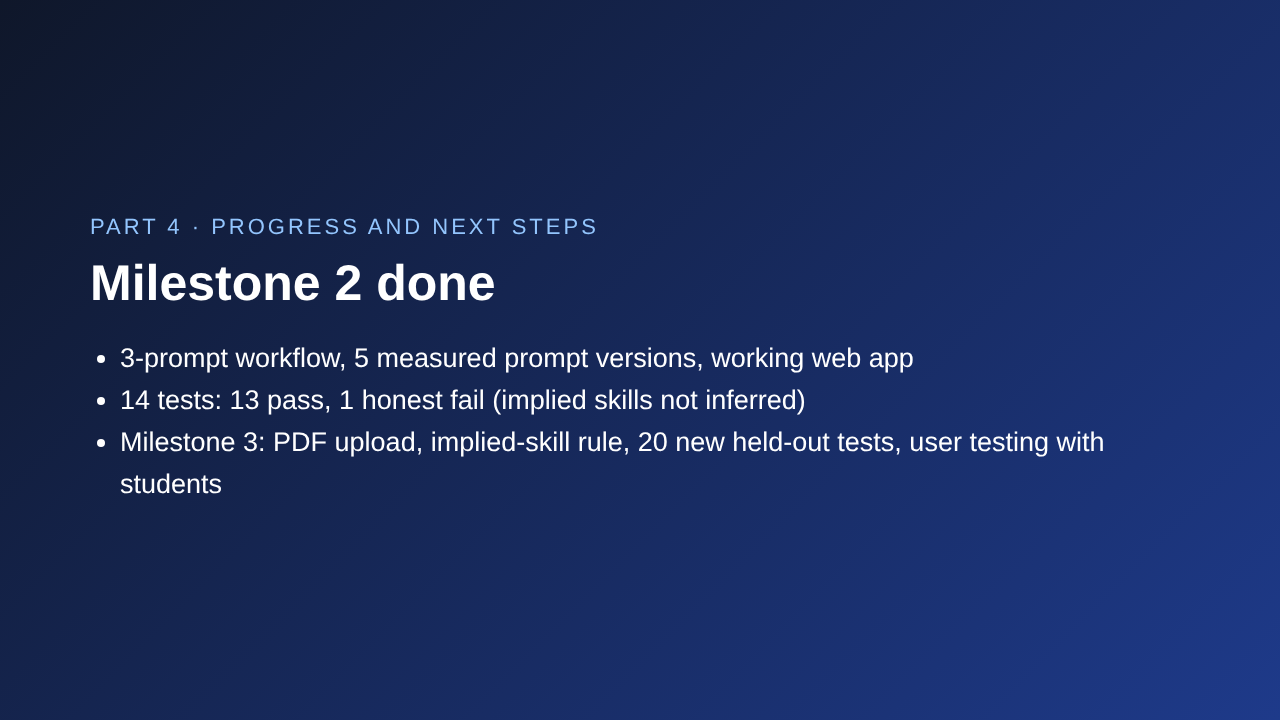 PART 4 · PROGRESS AND NEXT STEPS
Milestone 2 done
• 3-prompt workflow, 5 measured prompt versions, working web app
• 14 tests: 13 pass, 1 honest fail (implied skills not inferred)
• Milestone 3: PDF upload, implied-skill rule, 20 new held-out tests, user testing with
students